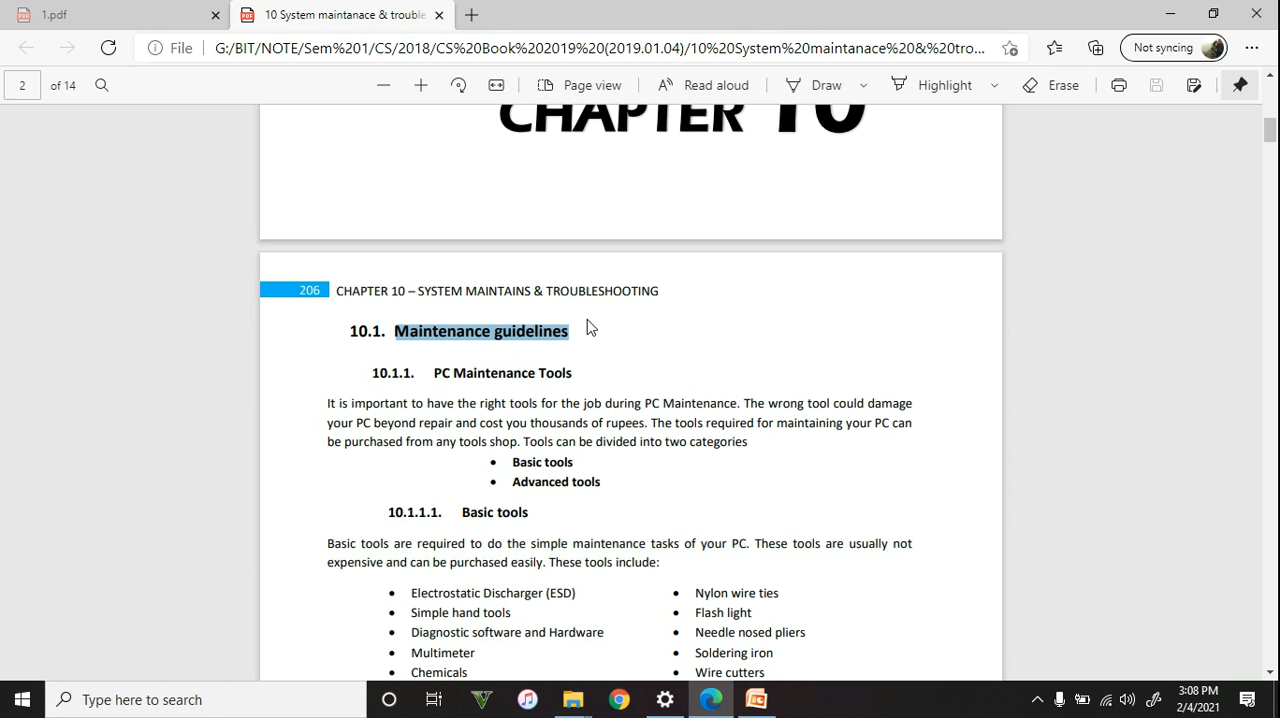 1.pdf
10 System maintanace & trouble
File
G:/BIT/NOTE/Sem%201/CS/2018/CS%20Book%202019%20(2019.01.04)/10%20System%20maintanace%20&%20tro...
Not syncing
2 of 14
Page view
Read aloud
Draw
Highlight
Erase
CHAPTER 10
206 CHAPTER 10 – SYSTEM MAINTAINS & TROUBLESHOOTING
10.1. Maintenance guidelines
10.1.1. PC Maintenance Tools
It is important to have the right tools for the job during PC Maintenance. The wrong tool could damage
your PC beyond repair and cost you thousands of rupees. The tools required for maintaining your PC can
be purchased from any tools shop. Tools can be divided into two categories
• Basic tools
• Advanced tools
10.1.1.1. Basic tools
Basic tools are required to do the simple maintenance tasks of your PC. These tools are usually not
expensive and can be purchased easily. These tools include:
• Electrostatic Discharger (ESD)
• Simple hand tools
• Diagnostic software and Hardware
• Multimeter
• Chemicals
• Nylon wire ties
• Flash light
• Needle nosed pliers
• Soldering iron
• Wire cutters
Type here to search
3:08 PM
2/4/2021